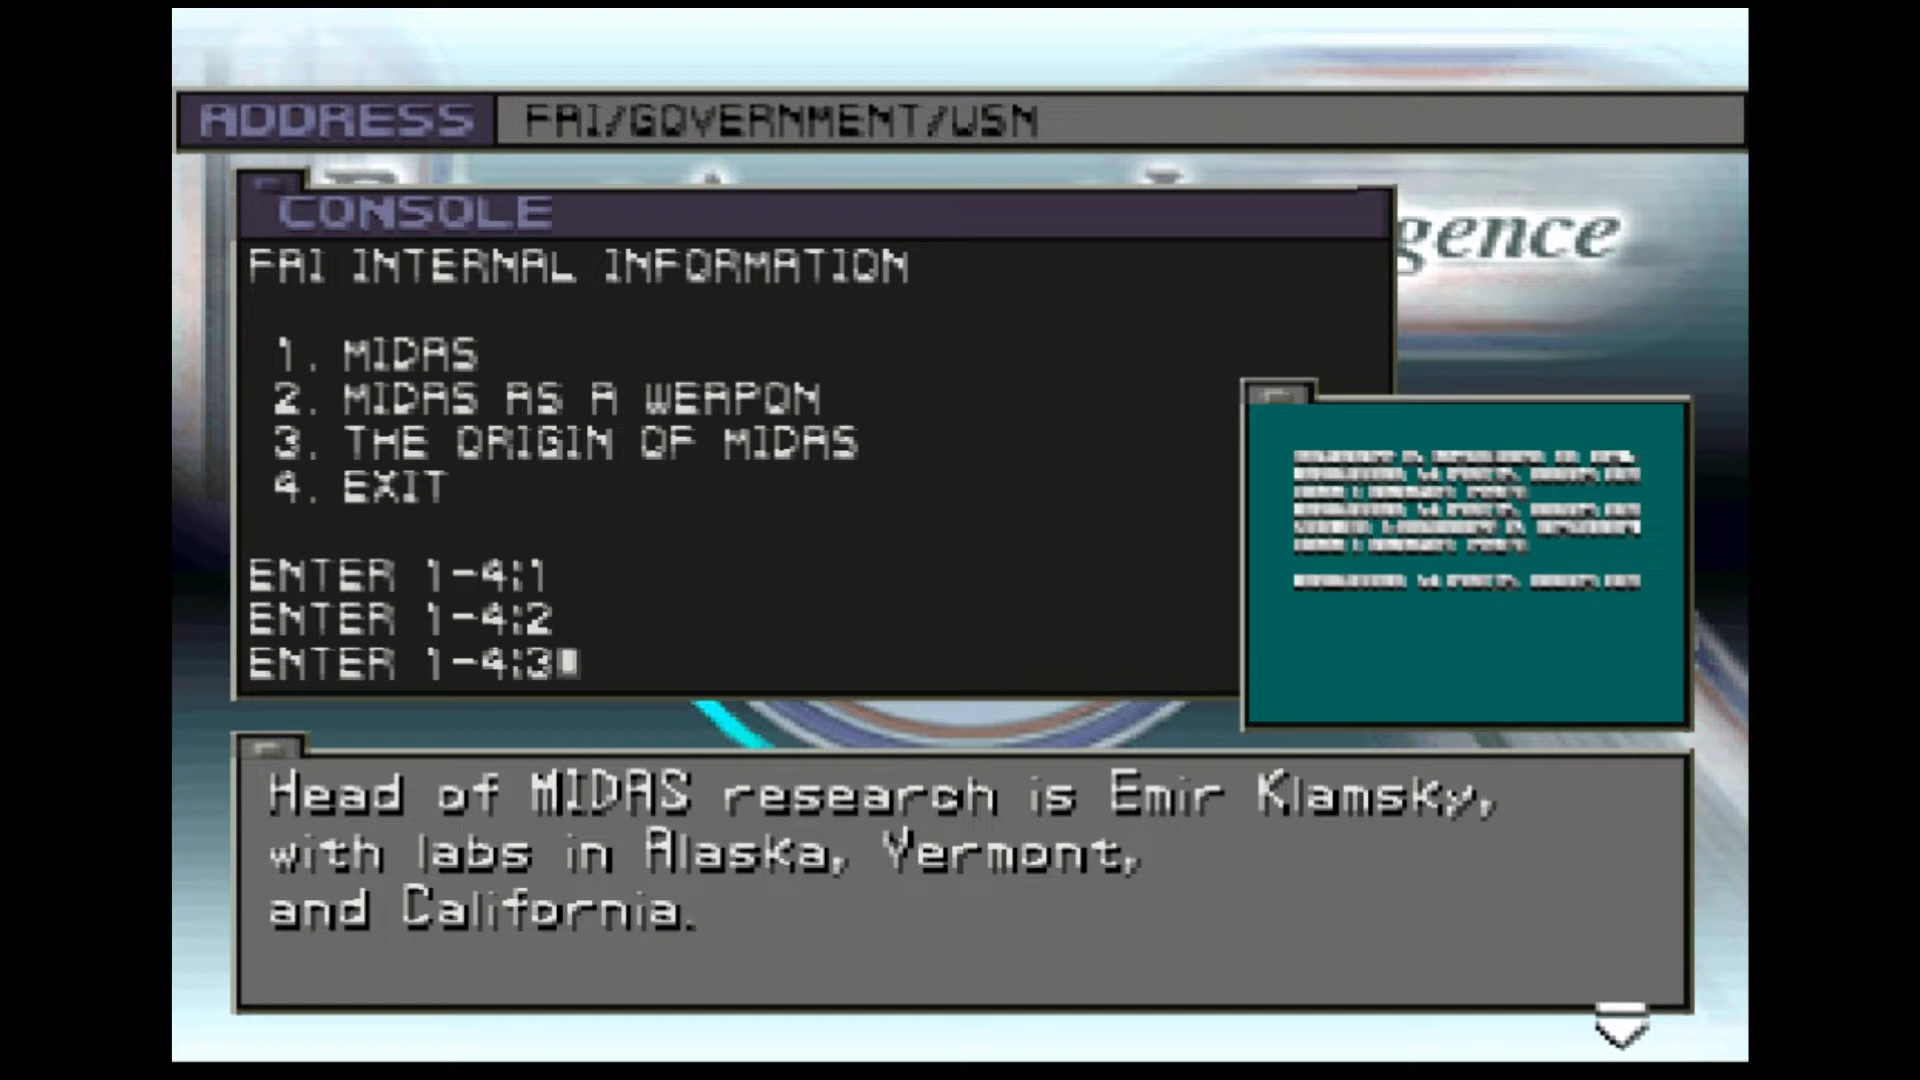 ADDRESS FAI/GOVERNMENT/USN
gence
CONSOLE
FAI INTERNAL INFORMATION
1. MIDAS
2. MIDAS AS A WEAPON
3. THE ORIGIN OF MIDAS
4. EXIT
ENTER 1-4:1
ENTER 1-4:2
ENTER 1-4:3
Head of MIDAS research is Emir Klamsky,
with labs in Alaska, Vermont,
and California.